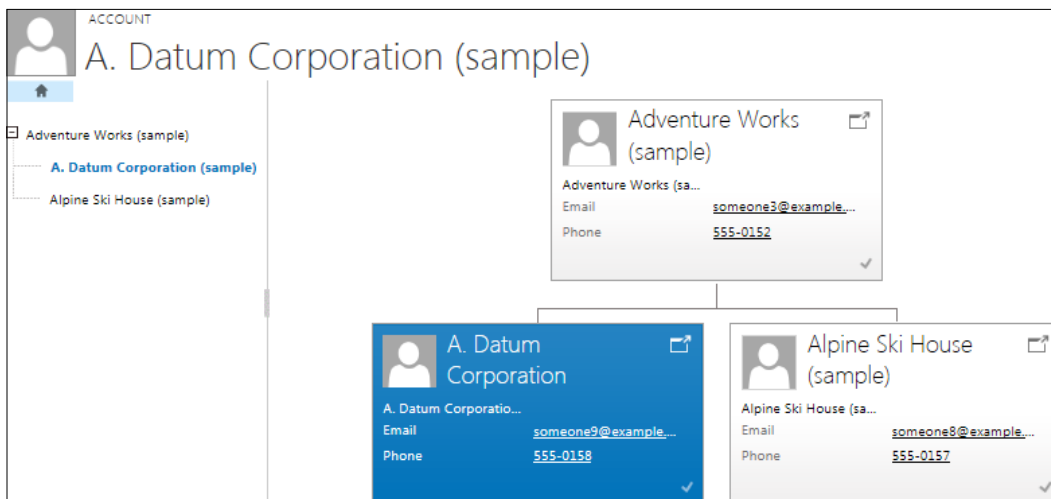 ACCOUNT
A. Datum Corporation (sample)
Adventure Works (sample)
A. Datum Corporation (sample)
Alpine Ski House (sample)
Adventure Works
(sample)
Adventure Works (sa...
Email someone3@example....
Phone 555-0152
A. Datum
Corporation
A. Datum Corporatio...
Email someone9@example....
Phone 555-0158
Alpine Ski House
(sample)
Alpine Ski House (sa...
Email someone8@example....
Phone 555-0157